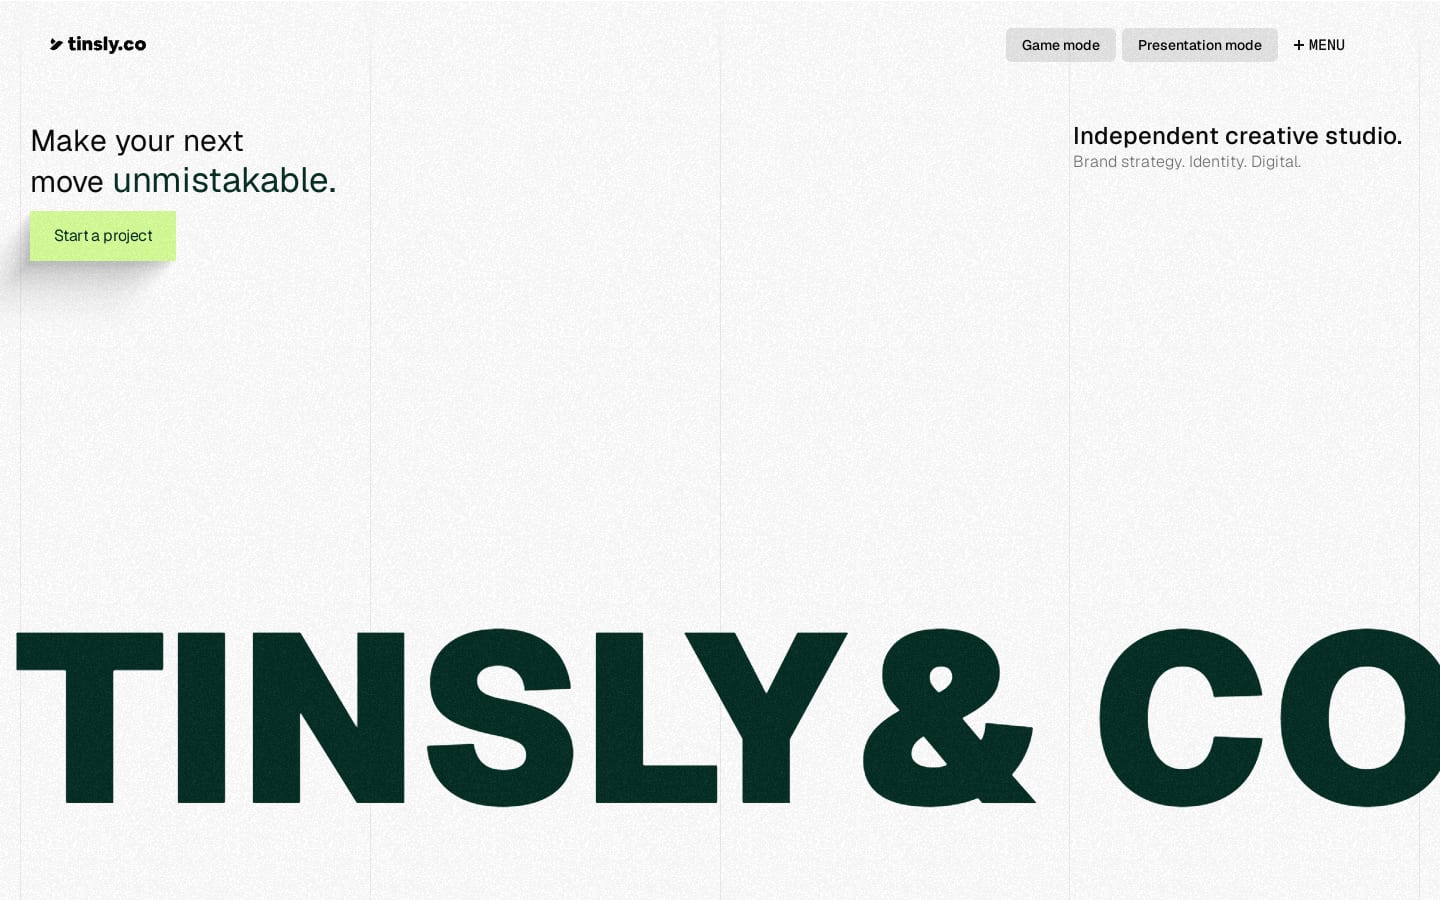 tinsly.co
Game mode
Presentation mode
+ MENU
Make your next
move unmistakable.
Start a project
Independent creative studio.
Brand strategy. Identity. Digital.
TINSLY & CO